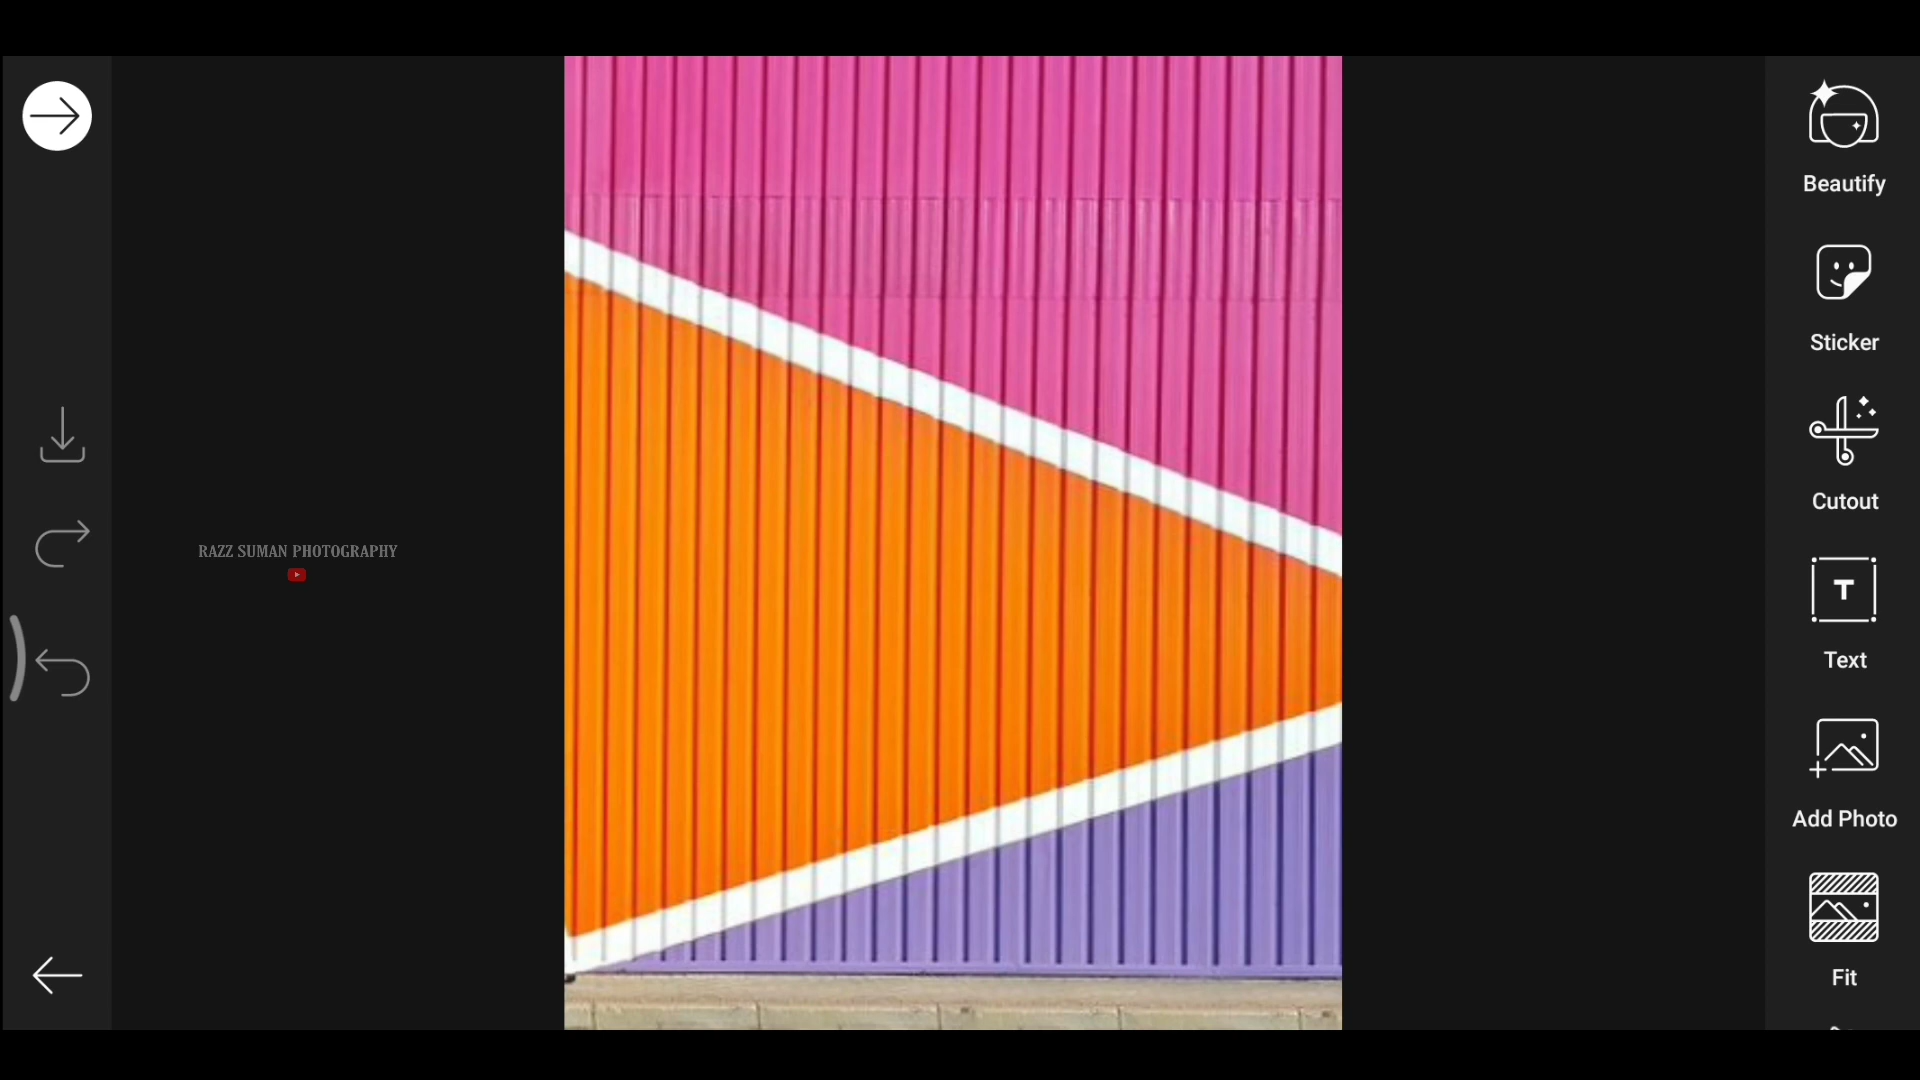 RAZZ SUMAN PHOTOGRAPHY
Beautify
Sticker
Cutout
T
Text
Add Photo
Fit